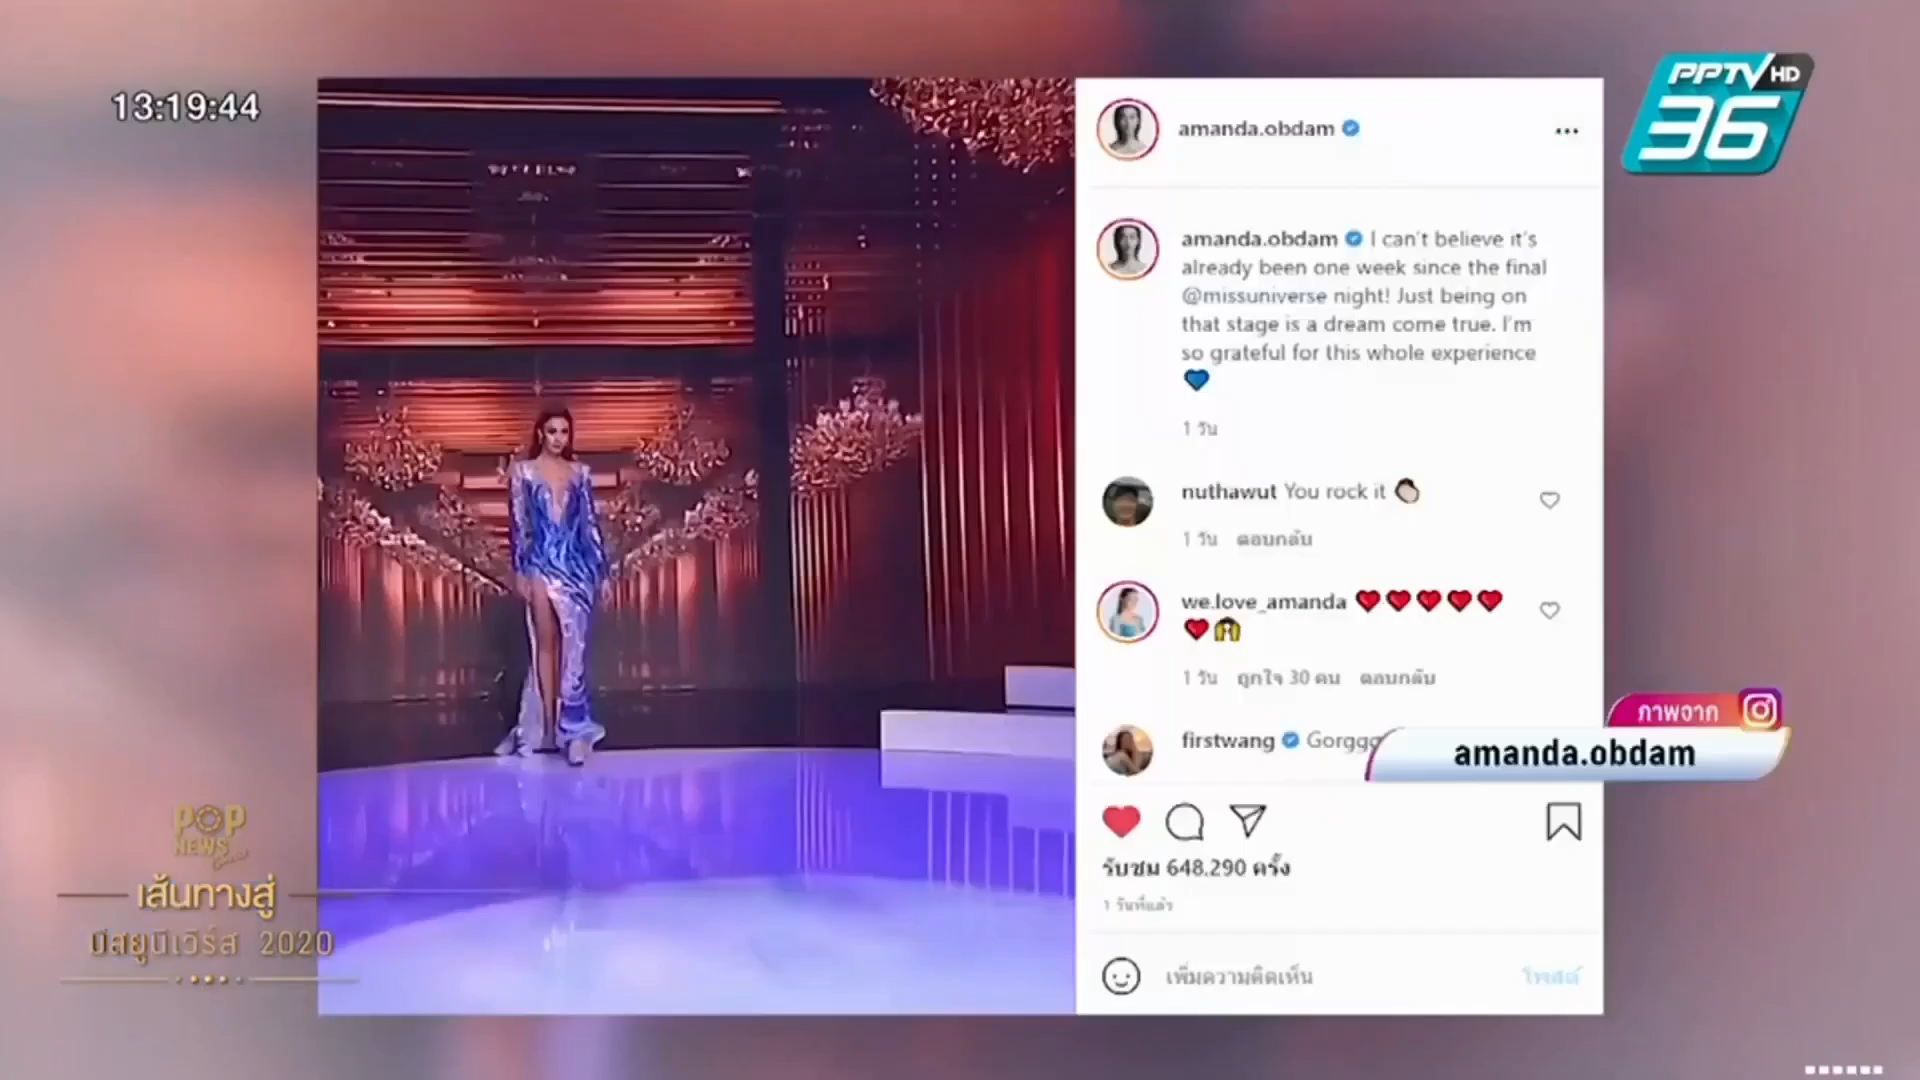 13:19:44
PPTV HD
36
amanda.obdam
amanda.obdam I can't believe it's
already been one week since the final
@missuniverse night! Just being on
that stage is a dream come true. I'm
so grateful for this whole experience
💙
1 วัน
nuthawut You rock it
1 วัน ตอบกลับ
we.love_amanda ❤❤❤❤❤
❤
1 วัน ถูกใจ 30 คน ตอบกลับ
firstwang Gorggg
ภาพจาก
amanda.obdam
รับชม 648,290 ครั้ง
1 วันที่แล้ว
เพิ่มความคิดเห็น
โพสต์
POP
NEWS
เส้นทางสู่
มิสยูนิเวิร์ส 2020